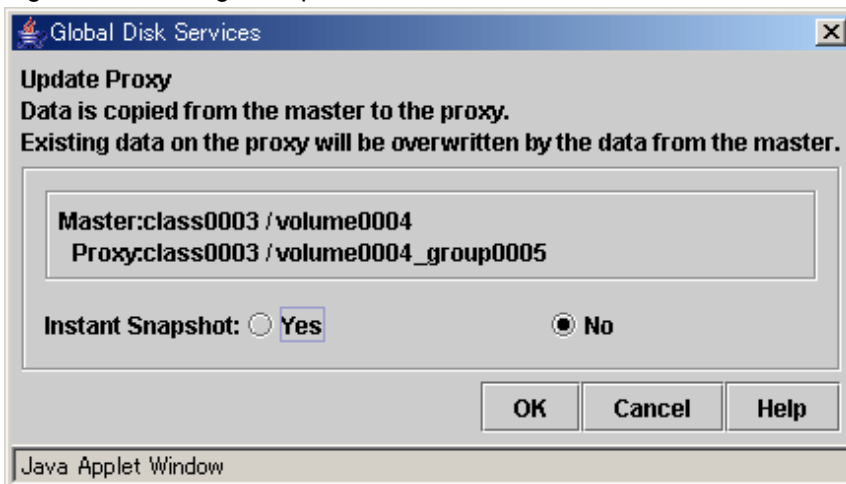 Global Disk Services
Update Proxy
Data is copied from the master to the proxy.
Existing data on the proxy will be overwritten by the data from the master.
Master:class0003 / volume0004
Proxy:class0003 / volume0004_group0005
Instant Snapshot: Yes No
OK Cancel Help
Java Applet Window